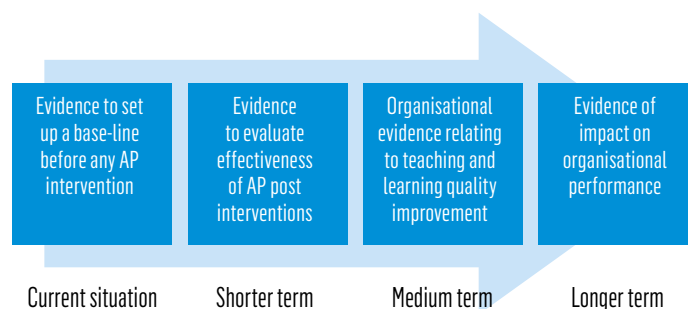 Evidence to set
up a base-line
before any AP
intervention
Evidence
to evaluate
effectiveness
of AP post
interventions
Organisational
evidence relating
to teaching and
learning quality
improvement
Evidence of
impact on
organisational
performance
Current situation
Shorter term
Medium term
Longer term